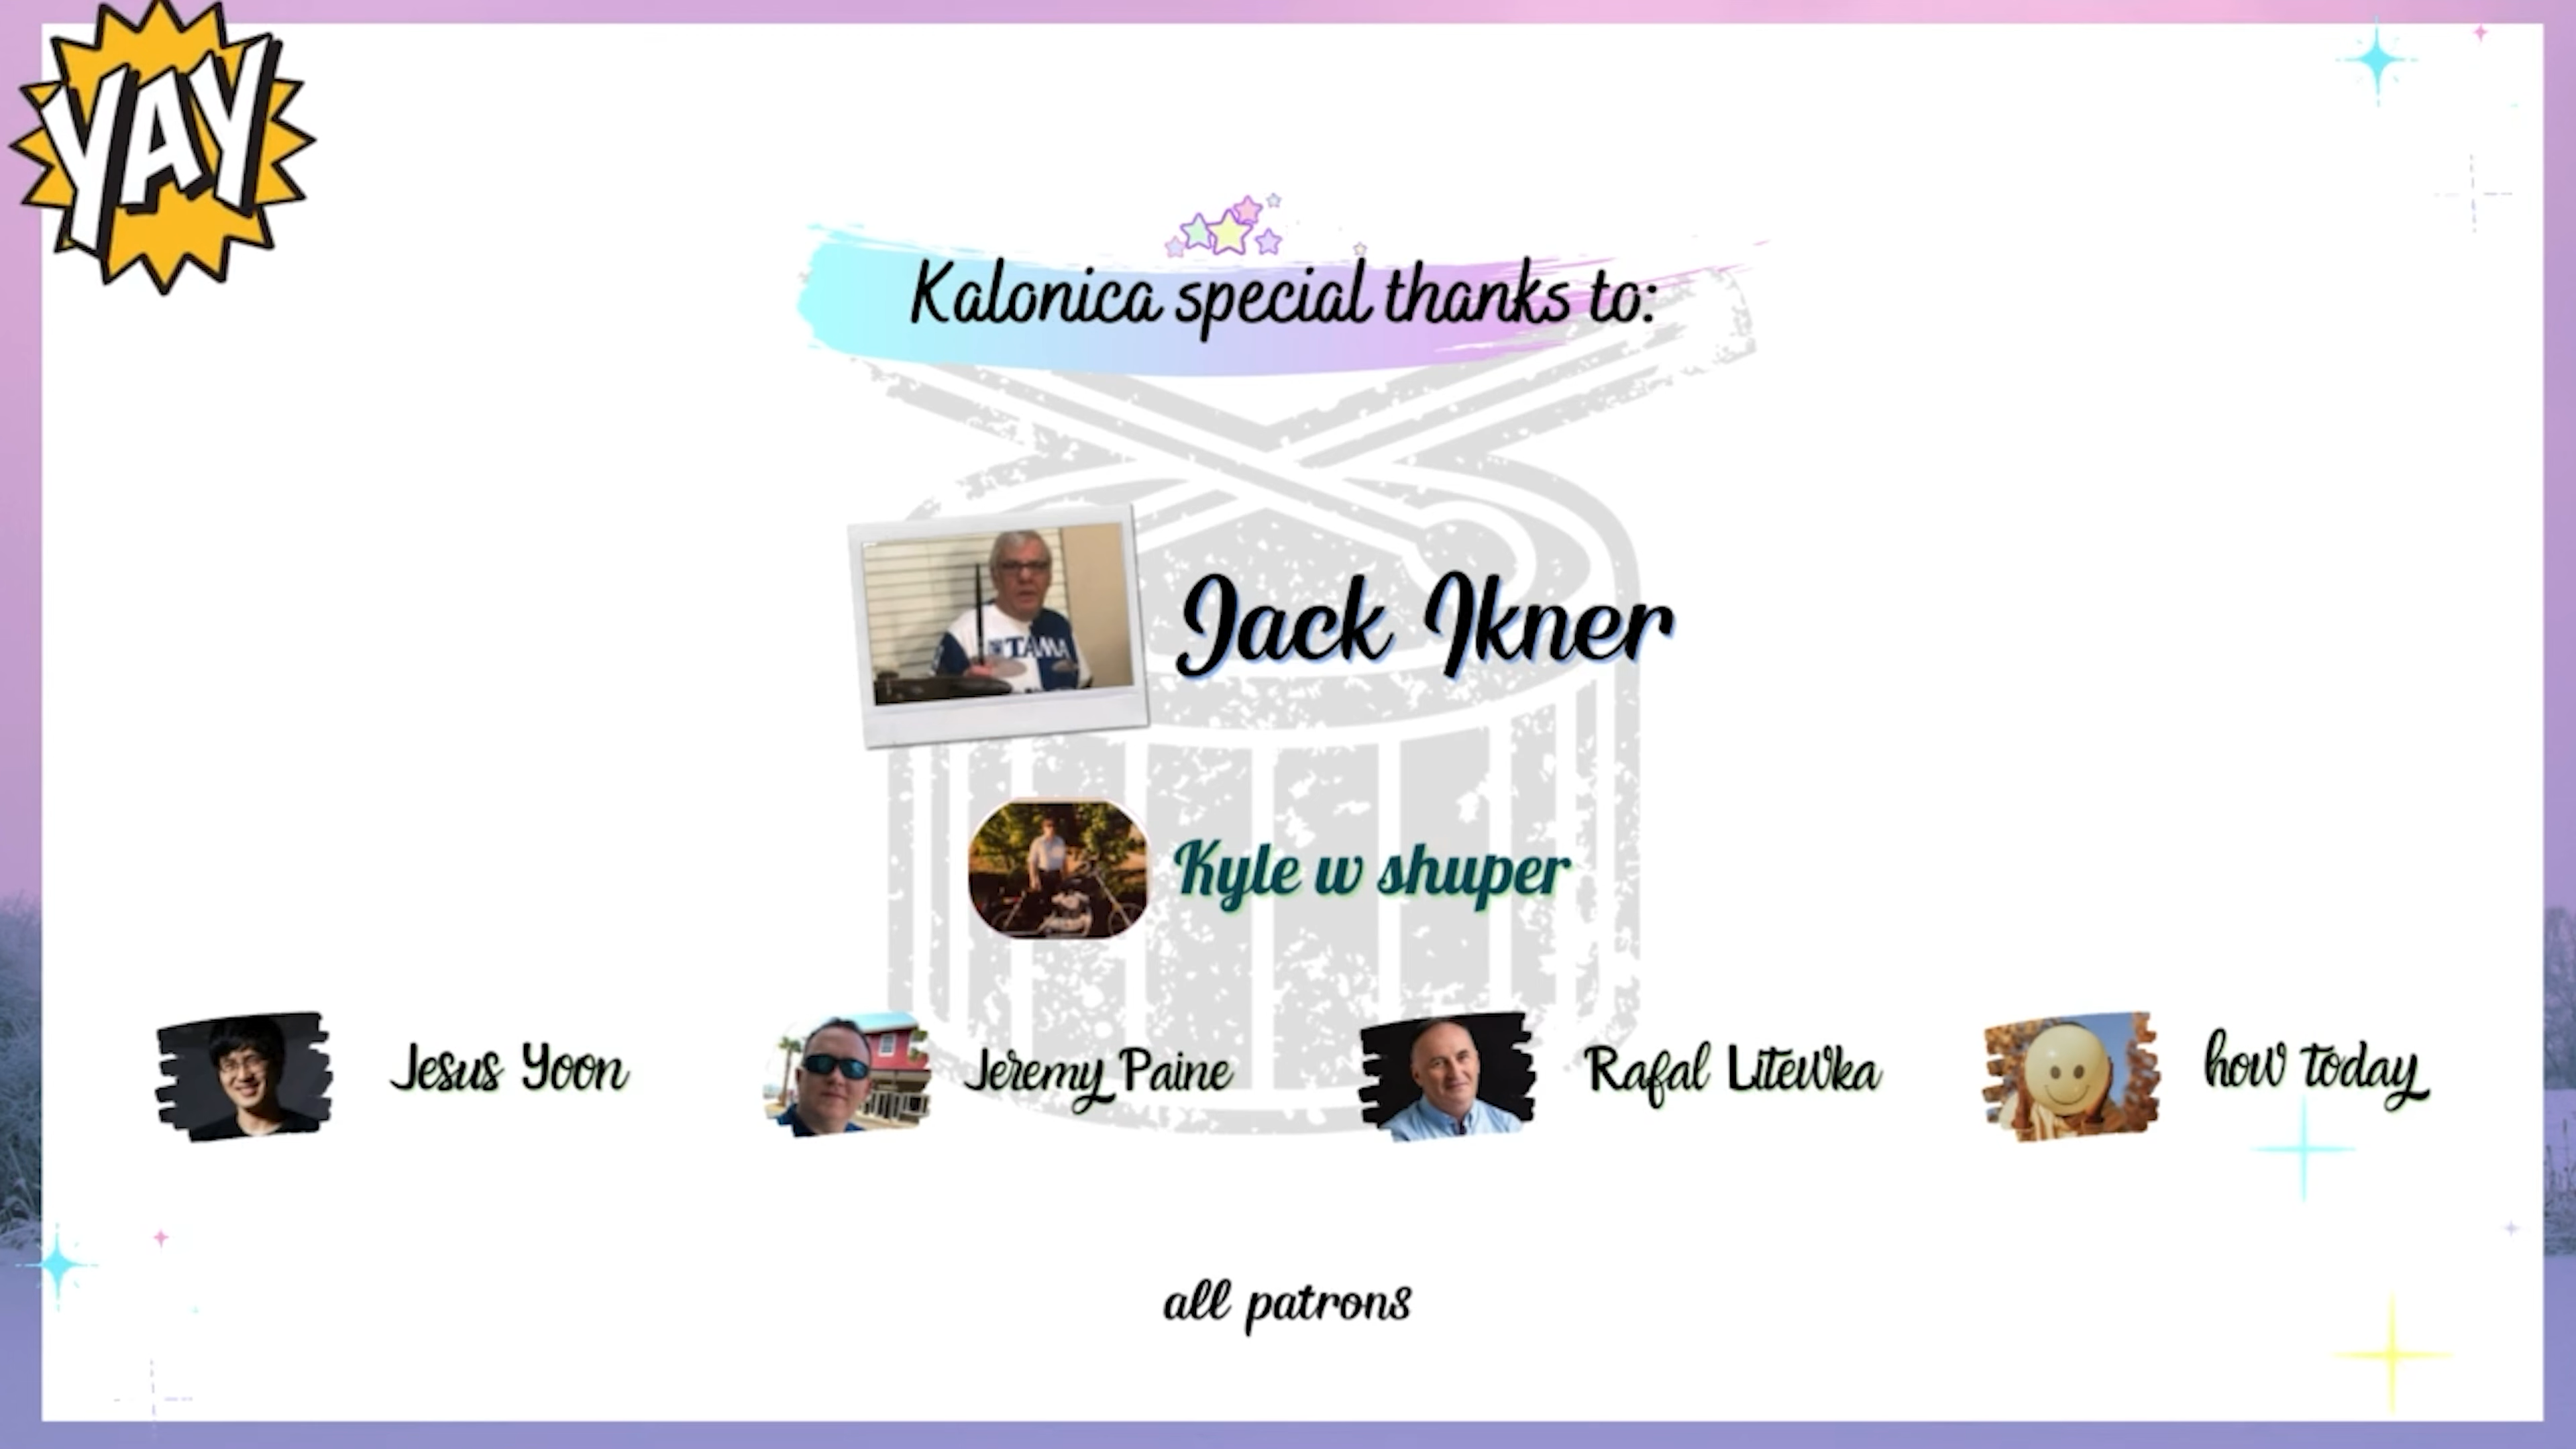 YAY
Kalonica special thanks to:
TAMA
Jack Ikner
Kyle w shuper
Jesus Yoon
Jeremy Paine
Rafal Litewka
how today
all patrons